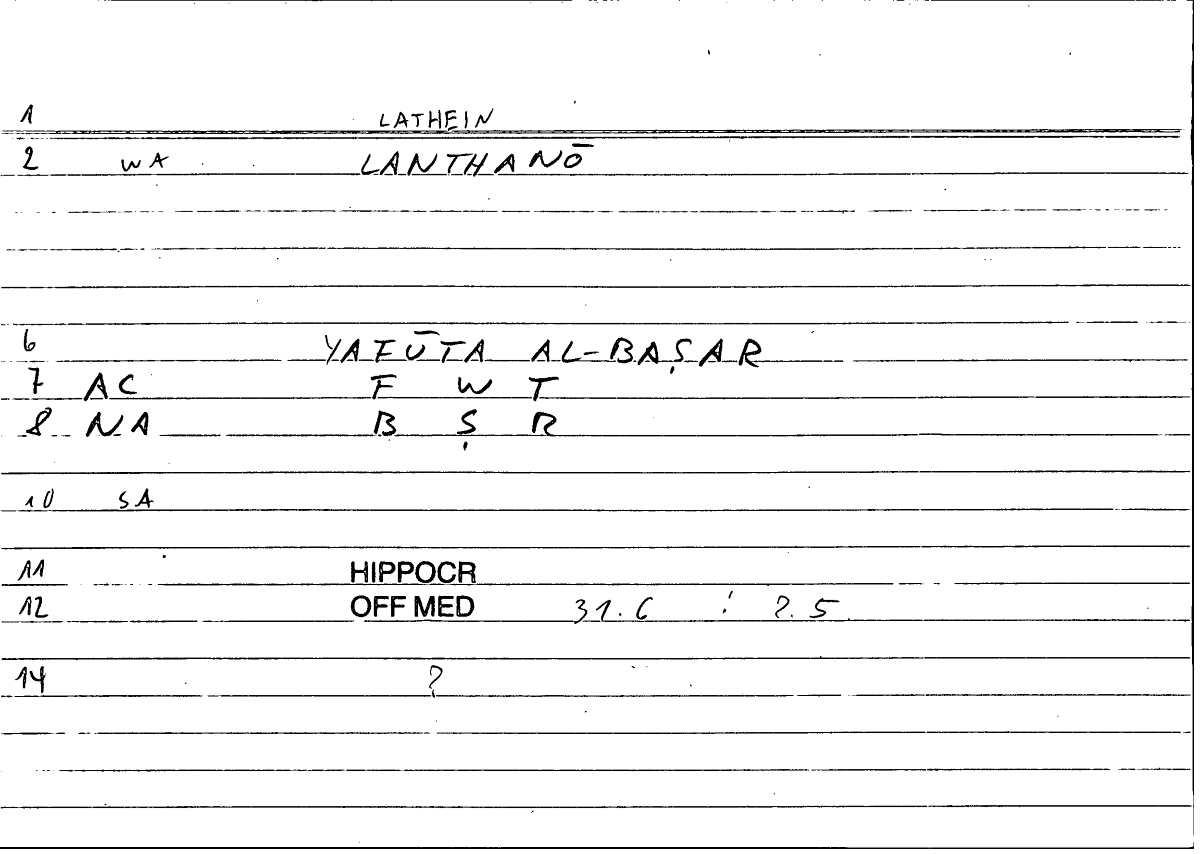 1 LATHEIN
2 WA LANTHANŌ
6 YAFŪTA AL-BAṢAR
7 AC F W T
8 NA B Ṣ R
10 SA
11 HIPPOCR
12 OFF MED 31.6 : 2.5
14 ?